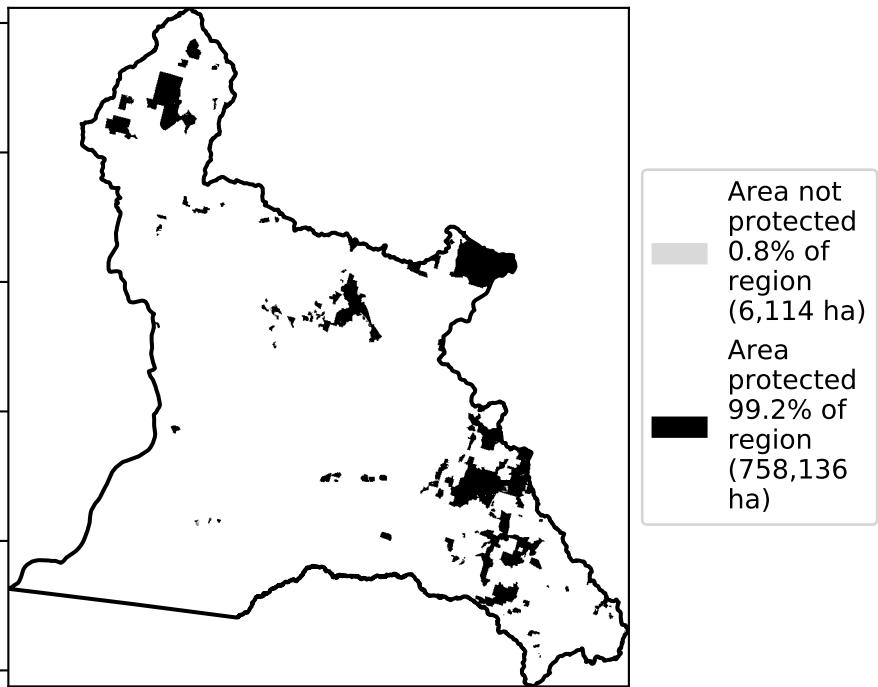 Area not
protected
0.8% of
region
(6,114 ha)
Area
protected
99.2% of
region
(758,136
ha)